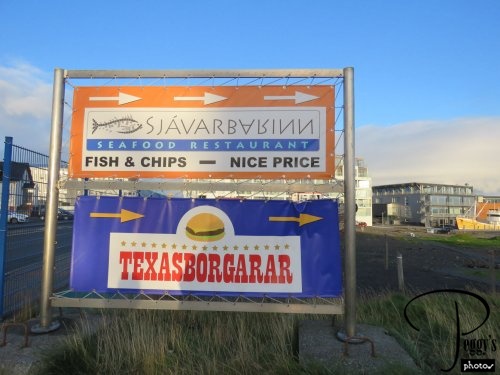 SJÁVARBARINN
SEAFOOD RESTAURANT
FISH & CHIPS — NICE PRICE
TEXASBORGARAR
Peggy's
photos